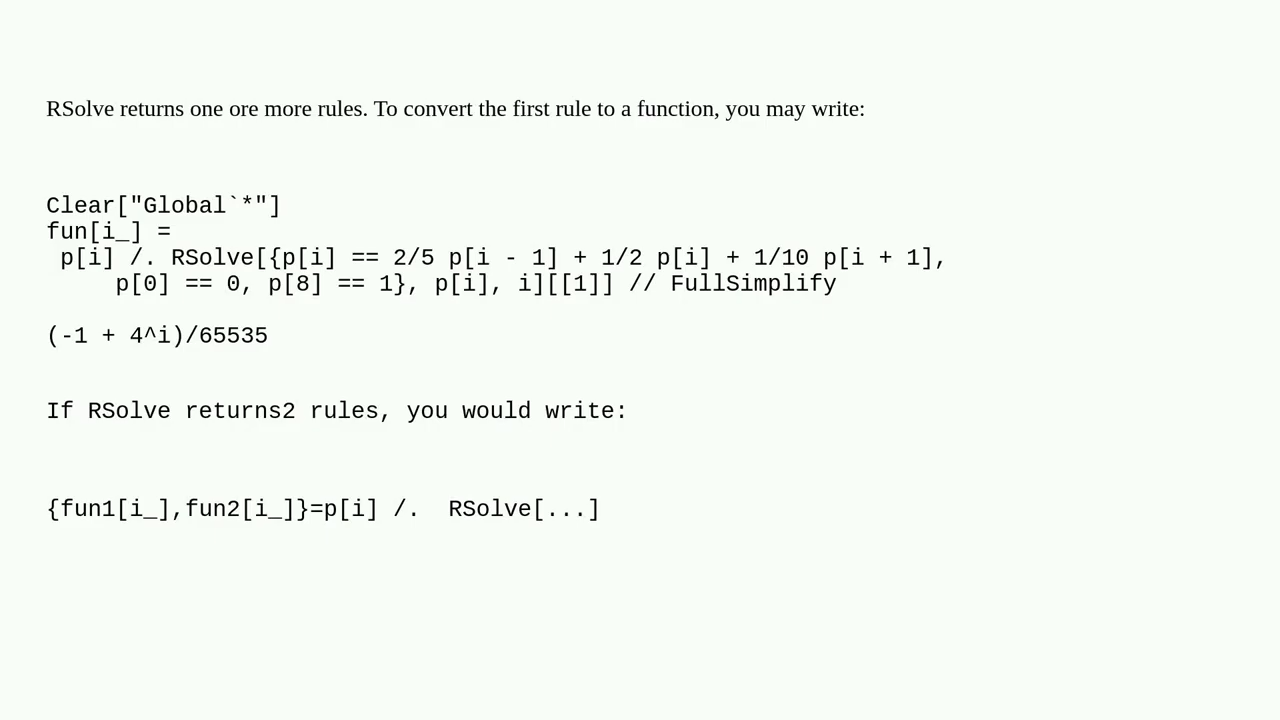 RSolve returns one ore more rules. To convert the first rule to a function, you may write:
Clear["Global`*"]
fun[i_] =
 p[i] /. RSolve[{p[i] == 2/5 p[i - 1] + 1/2 p[i] + 1/10 p[i + 1],
     p[0] == 0, p[8] == 1}, p[i], i][[1]] // FullSimplify
(-1 + 4^i)/65535
If RSolve returns2 rules, you would write:
{fun1[i_],fun2[i_]}=p[i] /.  RSolve[...]